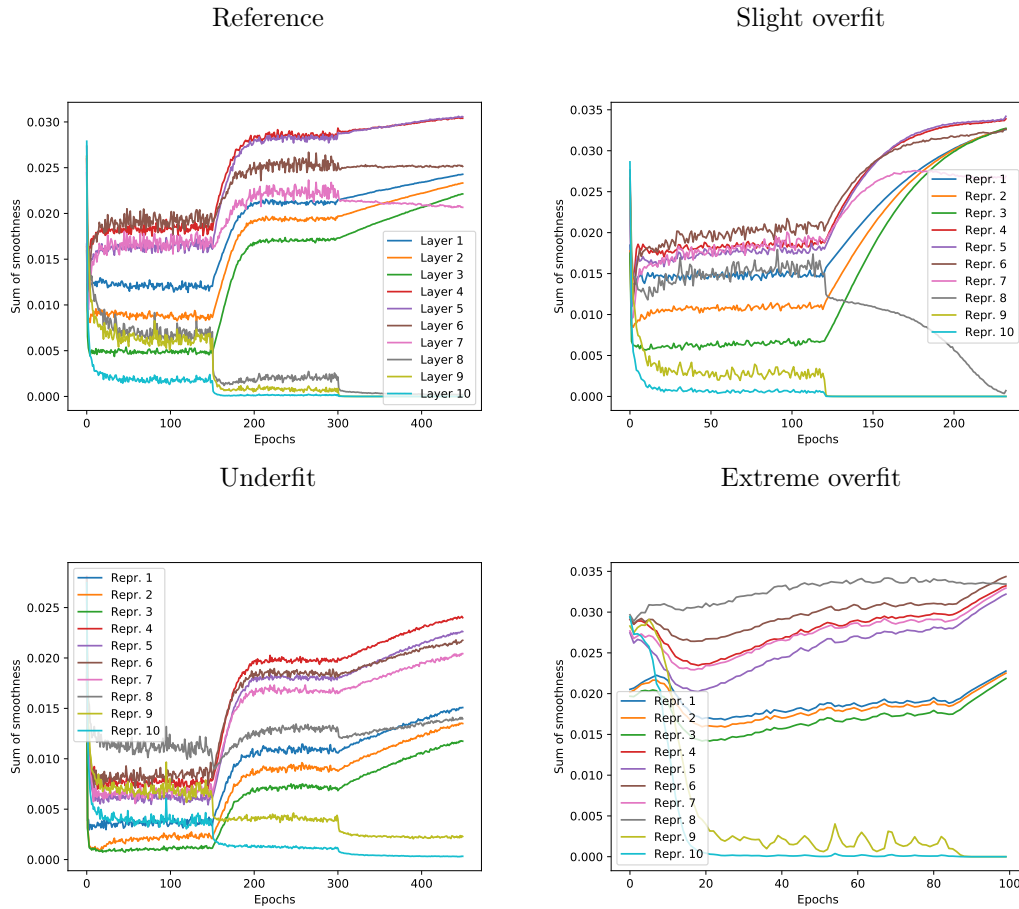 Reference
Sum of smoothness
0.030
0.025
0.020
0.015
0.010
0.005
0.000
0
100
200
300
400
Epochs
Layer 1
Layer 2
Layer 3
Layer 4
Layer 5
Layer 6
Layer 7
Layer 8
Layer 9
Layer 10
Slight overfit
Sum of smoothness
0.035
0.030
0.025
0.020
0.015
0.010
0.005
0.000
0
50
100
150
200
Epochs
Repr. 1
Repr. 2
Repr. 3
Repr. 4
Repr. 5
Repr. 6
Repr. 7
Repr. 8
Repr. 9
Repr. 10
Underfit
Sum of smoothness
0.025
0.020
0.015
0.010
0.005
0.000
0
100
200
300
400
Epochs
Repr. 1
Repr. 2
Repr. 3
Repr. 4
Repr. 5
Repr. 6
Repr. 7
Repr. 8
Repr. 9
Repr. 10
Extreme overfit
Sum of smoothness
0.035
0.030
0.025
0.020
0.015
0.010
0.005
0.000
0
20
40
60
80
100
Epochs
Repr. 1
Repr. 2
Repr. 3
Repr. 4
Repr. 5
Repr. 6
Repr. 7
Repr. 8
Repr. 9
Repr. 10